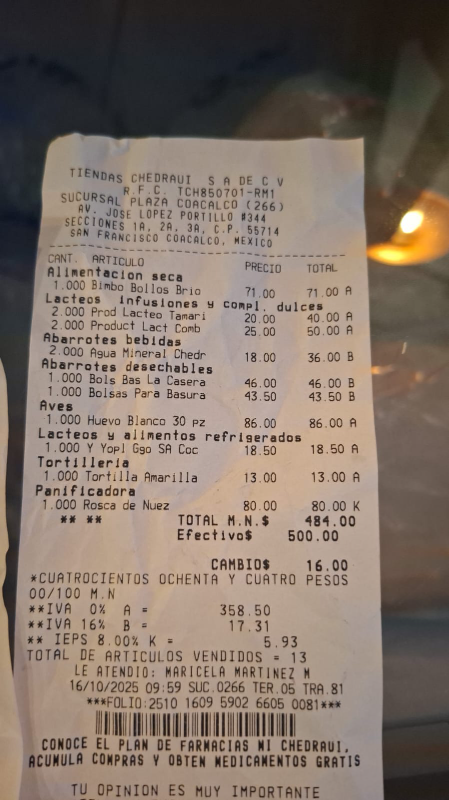 TIENDAS CHEDRAUI S A DE C V
R.F.C. TCH850701-RM1
SUCURSAL PLAZA COACALCO (266)
AV. JOSE LOPEZ PORTILLO #344
SECCIONES 1A, 2A, 3A, C.P. 55714
SAN FRANCISCO COACALCO, MEXICO
CANT. ARTICULO PRECIO TOTAL
Alimentacion seca
1.000 Bimbo Bollos Brio 71.00 71.00 A
Lacteos infusiones y compl. dulces
2.000 Prod Lacteo Tamari 20.00 40.00 A
2.000 Product Lact Comb 25.00 50.00 A
Abarrotes bebidas
2.000 Agua Mineral Chedr 18.00 36.00 B
Abarrotes desechables
1.000 Bols Bas La Casera 46.00 46.00 B
1.000 Bolsas Para Basura 43.50 43.50 B
Aves
1.000 Huevo Blanco 30 pz 86.00 86.00 A
Lacteos y alimentos refrigerados
1.000 Y Yopl Ggo SA Coc 18.50 18.50 A
Tortilleria
1.000 Tortilla Amarilla 13.00 13.00 A
Panificadora
1.000 Rosca de Nuez 80.00 80.00 K
** ** TOTAL M.N.$ 484.00
Efectivo$ 500.00
CAMBIO$ 16.00
*CUATROCIENTOS OCHENTA Y CUATRO PESOS
00/100 M.N
**IVA 0% A = 358.50
**IVA 16% B = 17.31
** IEPS 8.00% K = 5.93
TOTAL DE ARTICULOS VENDIDOS = 13
LE ATENDIO: MARICELA MARTINEZ M
16/10/2025 09:59 SUC.0266 TER.05 TRA.81
***FOLIO:2510 1609 5902 6605 0081***
CONOCE EL PLAN DE FARMACIAS MI CHEDRAUI,
ACUMULA COMPRAS Y OBTEN MEDICAMENTOS GRATIS
TU OPINION ES MUY IMPORTANTE